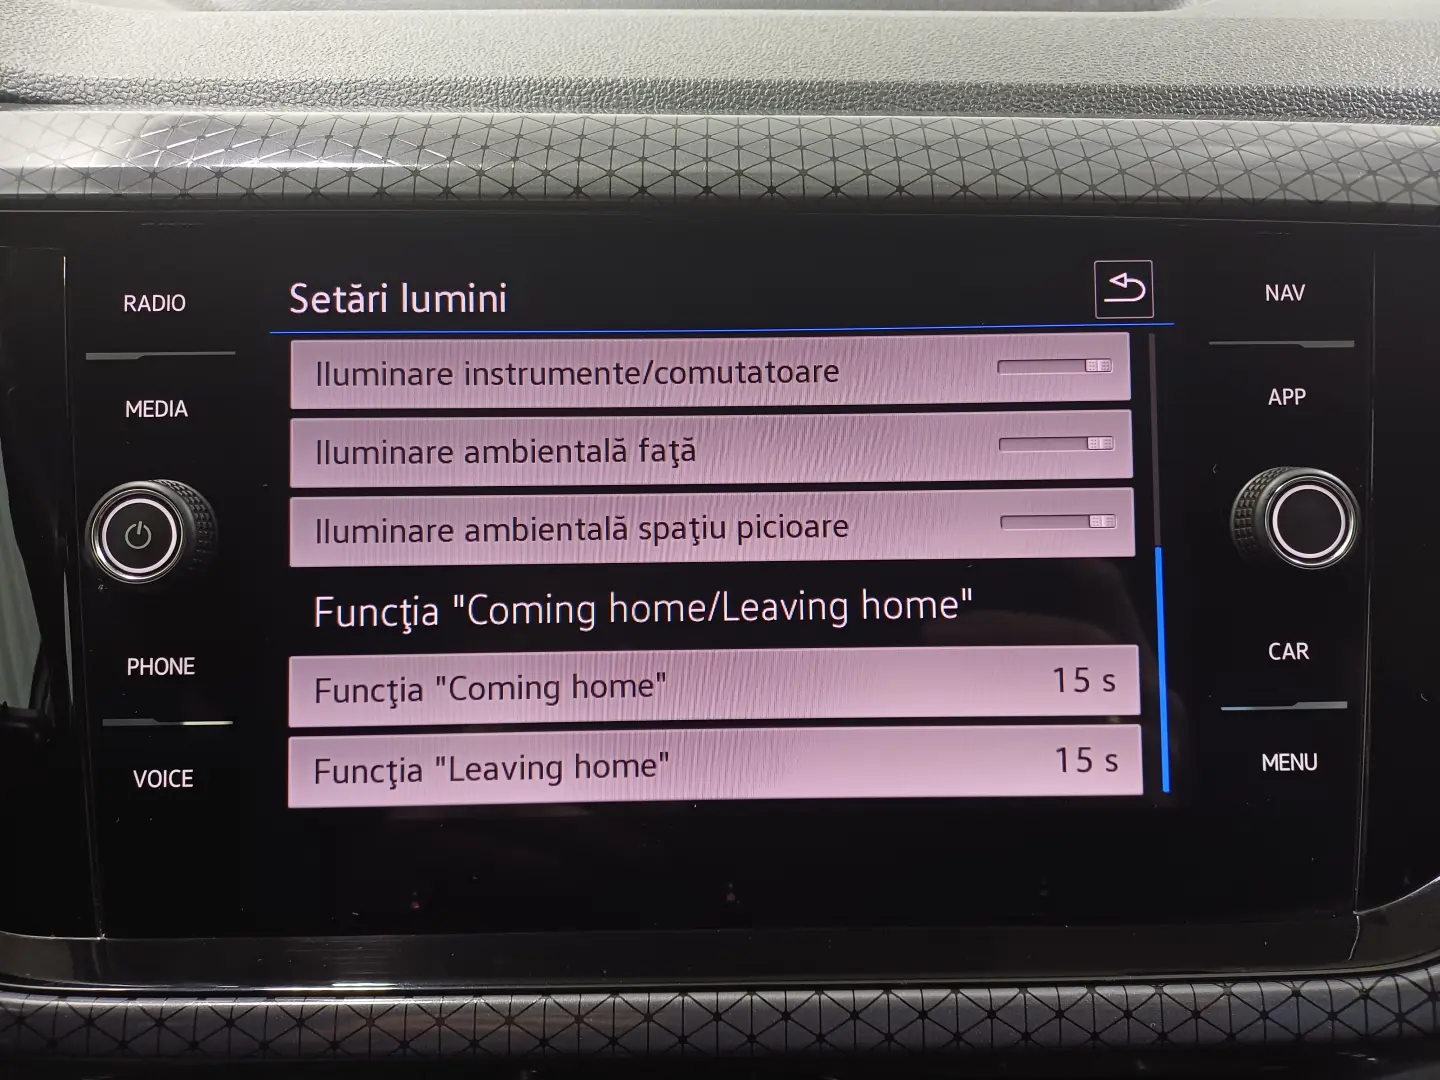 RADIO
MEDIA
PHONE
VOICE
Setări lumini
Iluminare instrumente/comutatoare
Iluminare ambientală faţă
Iluminare ambientală spaţiu picioare
Funcţia "Coming home/Leaving home"
Funcţia "Coming home" 15 s
Funcţia "Leaving home" 15 s
NAV
APP
CAR
MENU